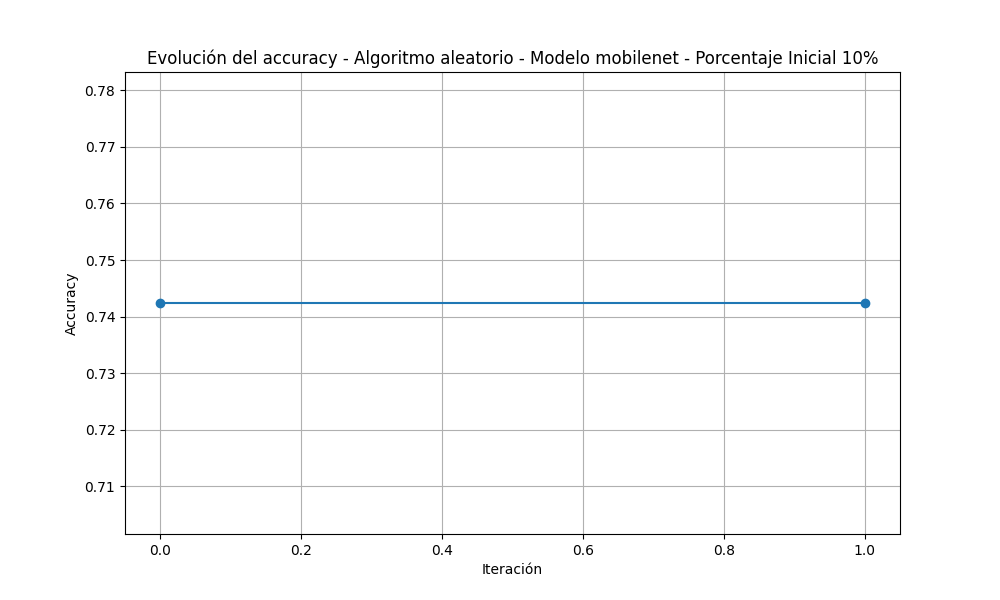 Evolución del accuracy - Algoritmo aleatorio - Modelo mobilenet - Porcentaje Inicial 10%
0.78
0.77
0.76
0.75
0.74
0.73
0.72
0.71
Accuracy
0.0 0.2 0.4 0.6 0.8 1.0
Iteración